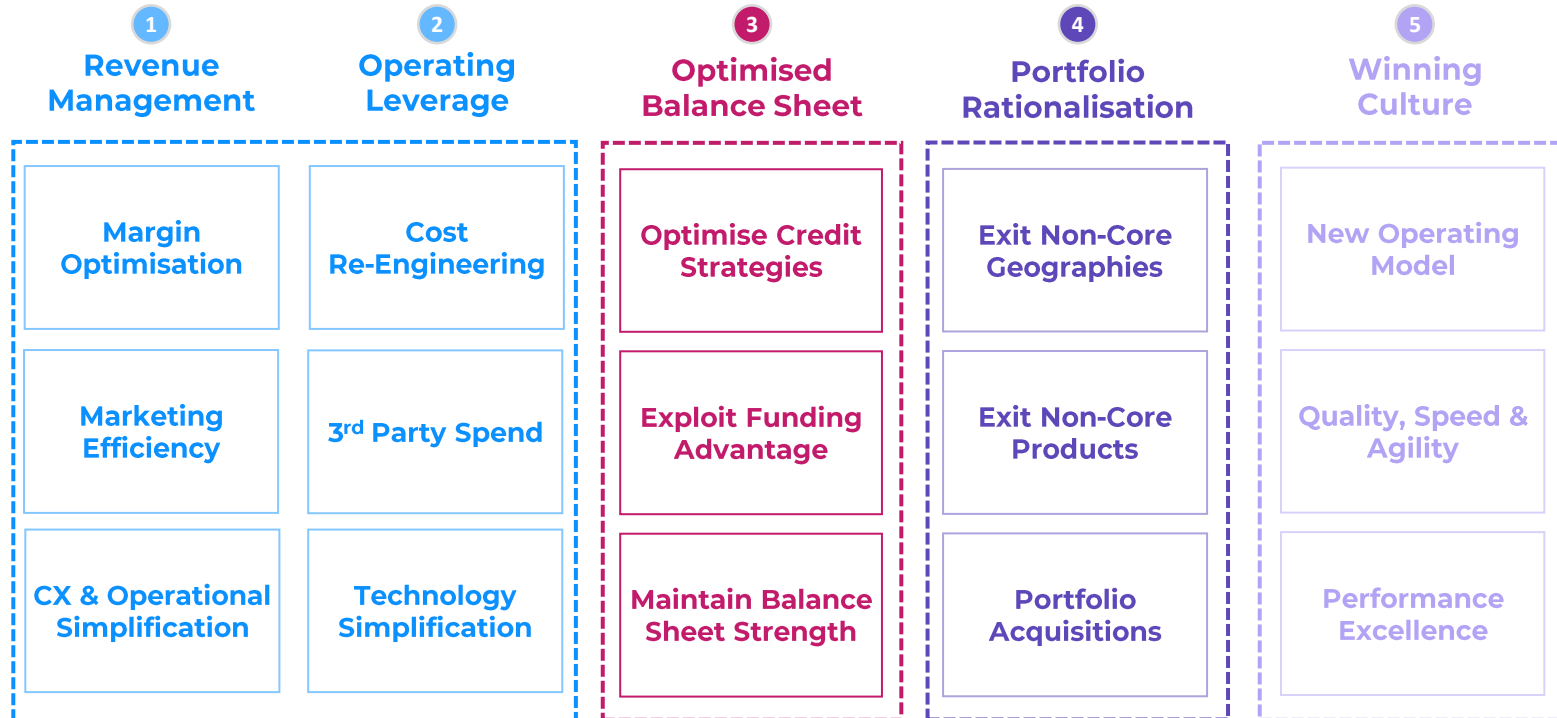 1
Revenue
Management
Margin
Optimisation
Marketing
Efficiency
CX & Operational
Simplification
2
Operating
Leverage
Cost
Re-Engineering
3rd Party Spend
Technology
Simplification
3
Optimised
Balance Sheet
Optimise Credit
Strategies
Exploit Funding
Advantage
Maintain Balance
Sheet Strength
4
Portfolio
Rationalisation
Exit Non-Core
Geographies
Exit Non-Core
Products
Portfolio
Acquisitions
5
Winning
Culture
New Operating
Model
Quality, Speed &
Agility
Performance
Excellence